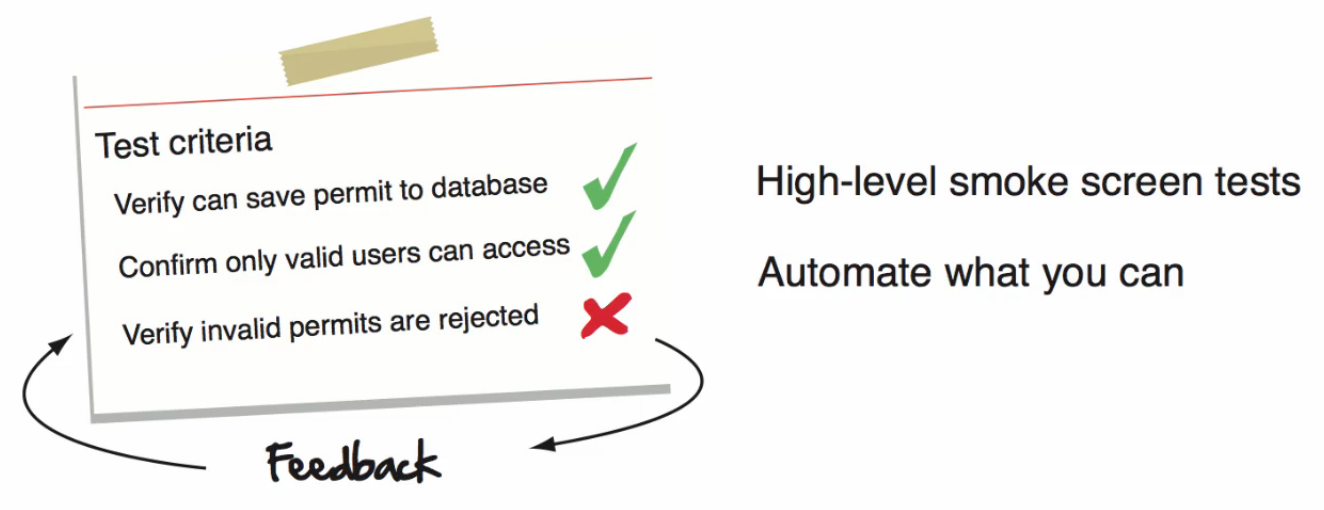 Test criteria
Verify can save permit to database
Confirm only valid users can access
Verify invalid permits are rejected
Feedback
High-level smoke screen tests
Automate what you can